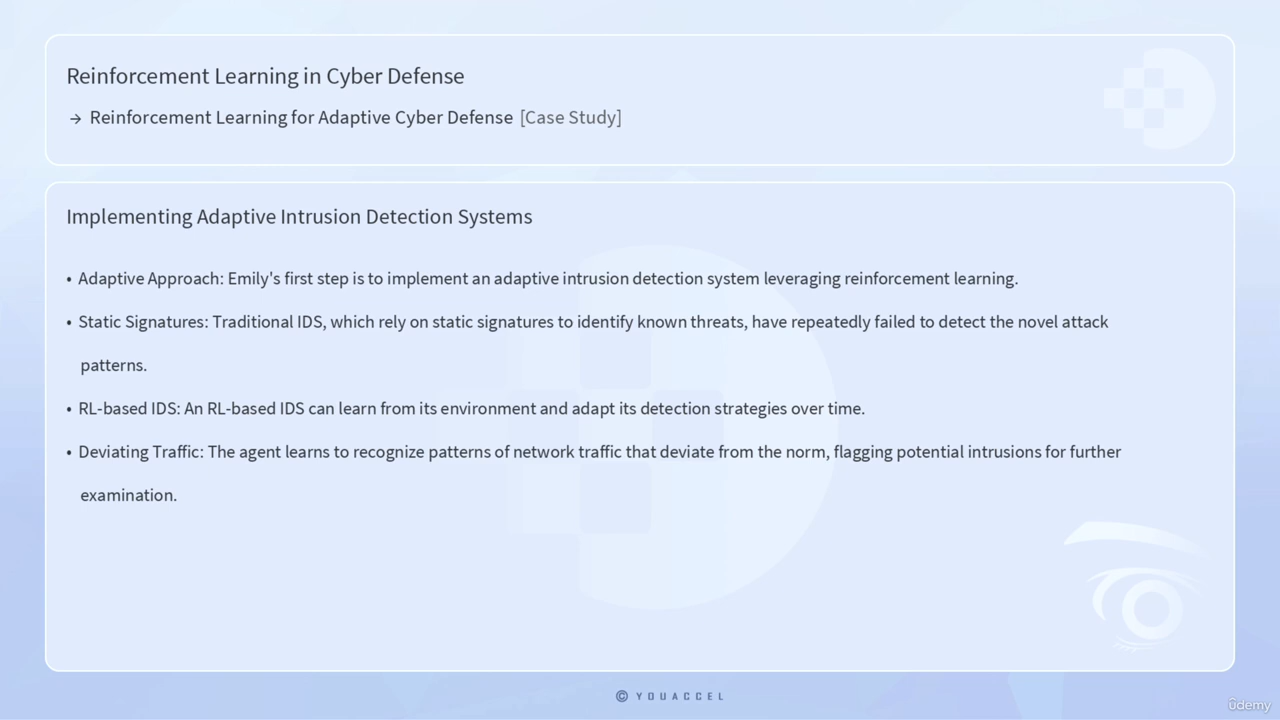 Reinforcement Learning in Cyber Defense
→ Reinforcement Learning for Adaptive Cyber Defense [Case Study]
Implementing Adaptive Intrusion Detection Systems
• Adaptive Approach: Emily's first step is to implement an adaptive intrusion detection system leveraging reinforcement learning.
• Static Signatures: Traditional IDS, which rely on static signatures to identify known threats, have repeatedly failed to detect the novel attack
patterns.
• RL-based IDS: An RL-based IDS can learn from its environment and adapt its detection strategies over time.
• Deviating Traffic: The agent learns to recognize patterns of network traffic that deviate from the norm, flagging potential intrusions for further
examination.
© YOUACCEL
ûdemy